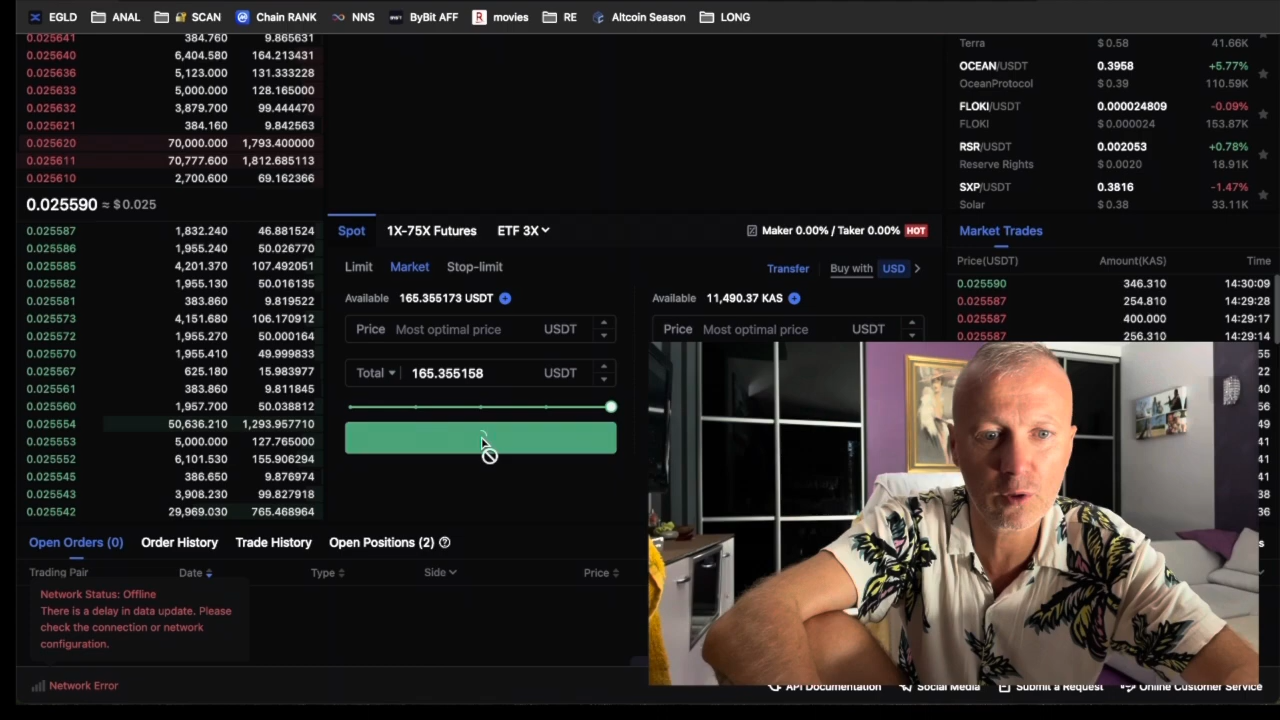 EGLD ANAL SCAN Chain RANK NNS ByBit AFF movies RE Altcoin Season LONG
0.025641 384.760 9.865631
0.025640 6,404.580 164.213431
0.025636 5,123.000 131.333228
0.025633 5,000.000 128.165000
0.025632 3,879.700 99.444470
0.025621 384.160 9.842563
0.025620 70,000.000 1,793.400000
0.025611 70,777.600 1,812.685113
0.025610 2,700.600 69.162366
0.025590 ≈ $0.025
0.025587 1,832.240 46.881524
0.025586 1,955.240 50.026770
0.025585 4,201.370 107.492051
0.025582 1,955.130 50.016135
0.025581 383.860 9.819522
0.025573 4,151.680 106.170912
0.025572 1,955.270 50.000164
0.025570 1,955.410 49.999833
0.025567 625.180 15.983977
0.025561 383.860 9.811845
0.025560 1,957.700 50.038812
0.025554 50,636.210 1,293.957710
0.025553 5,000.000 127.765000
0.025552 6,101.530 155.906294
0.025545 386.650 9.876974
0.025543 3,908.230 99.827918
0.025542 29,969.030 765.468964
Spot 1X-75X Futures ETF 3X Maker 0.00% / Taker 0.00% HOT
Limit Market Stop-limit Transfer Buy with USD
Available 165.355173 USDT Available 11,490.37 KAS
Price Most optimal price USDT Price Most optimal price USDT
Total 165.355158 USDT
Terra $0.58 41.66K
OCEAN/USDT 0.3958 +5.77%
OceanProtocol $0.39 110.59K
FLOKI/USDT 0.000024809 -0.09%
FLOKI $0.000024 153.87K
RSR/USDT 0.002053 +0.78%
Reserve Rights $0.0020 18.91K
SXP/USDT 0.3816 -1.47%
Solar $0.38 33.11K
Market Trades
Price(USDT) Amount(KAS) Time
0.025590 346.310 14:30:09
0.025587 254.810 14:29:28
0.025587 400.000 14:29:17
0.025587 256.310 14:29:14
55
40
56
49
41
41
38
36
Open Orders (0) Order History Trade History Open Positions (2)
Trading Pair Date Type Side Price
Network Status: Offline
There is a delay in data update. Please
check the connection or network
configuration.
Network Error API Documentation Social Media Submit a Request Online Customer Service